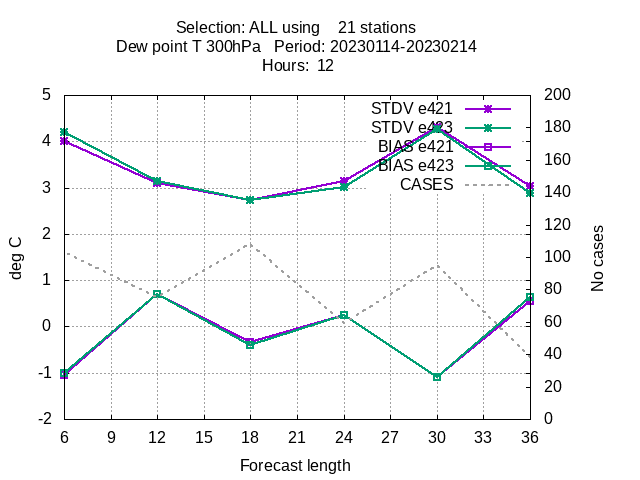 Selection: ALL using    21 stations
Dew point T 300hPa   Period: 20230114-20230214
Hours: 12
5
4
3
2
1
0
-1
-2
deg C
STDV e421
STDV e423
BIAS e421
BIAS e423
CASES
200
180
160
140
120
100
80
60
40
20
0
No cases
6 9 12 15 18 21 24 27 30 33 36
Forecast length